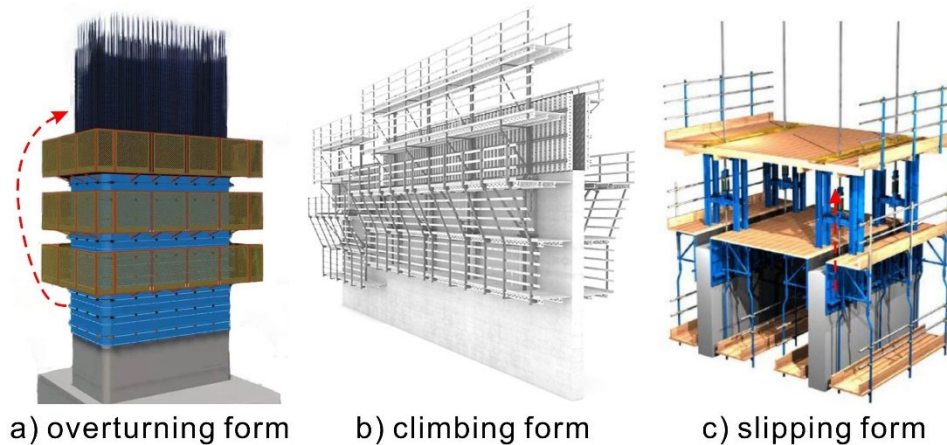 a) overturning form
b) climbing form
c) slipping form